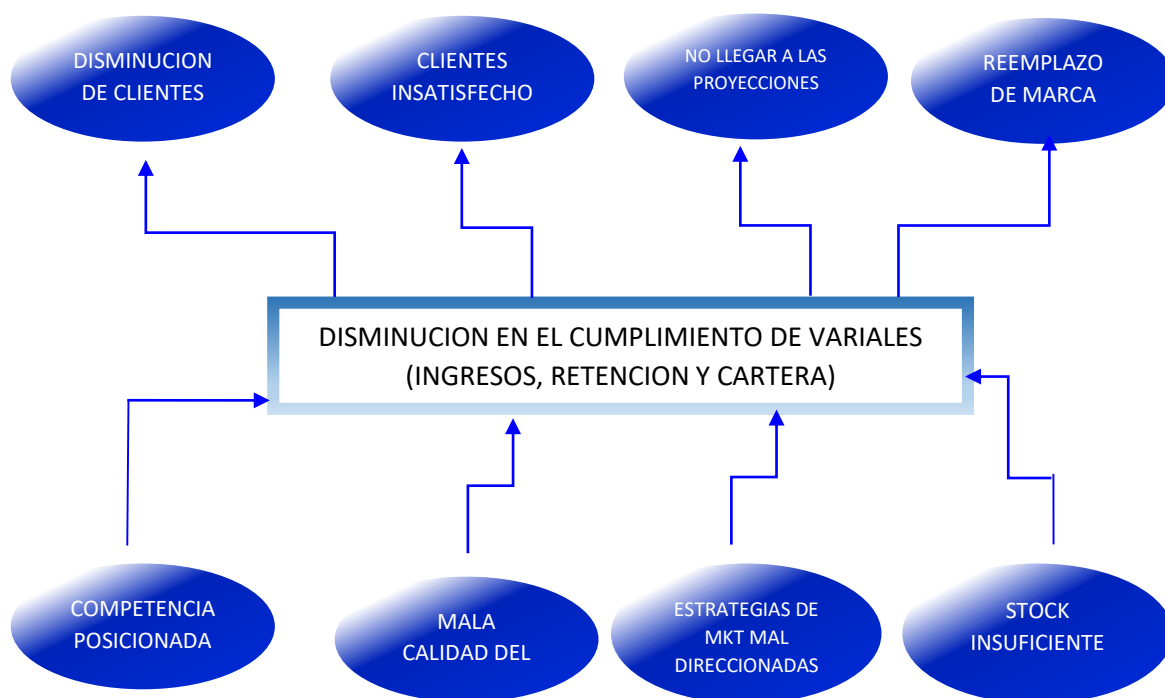 DISMINUCION
DE CLIENTES
CLIENTES
INSATISFECHO
NO LLEGAR A LAS
PROYECCIONES
REEMPLAZO
DE MARCA
DISMINUCION EN EL CUMPLIMIENTO DE VARIALES
(INGRESOS, RETENCION Y CARTERA)
COMPETENCIA
POSICIONADA
MALA
CALIDAD DEL
ESTRATEGIAS DE
MKT MAL
DIRECCIONADAS
STOCK
INSUFICIENTE